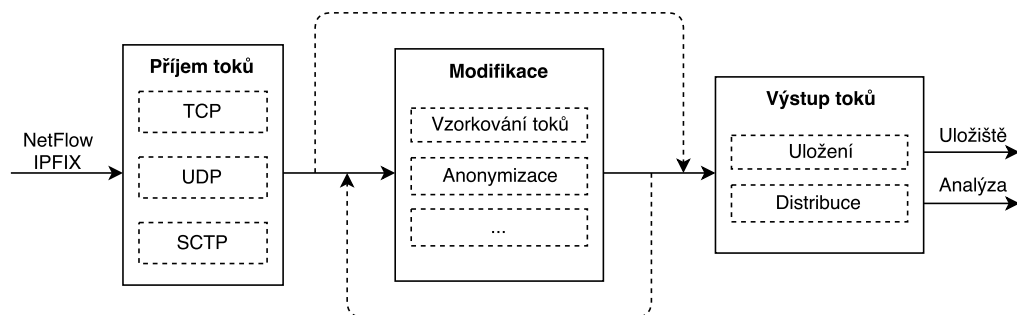 NetFlow
IPFIX
Příjem toků
TCP
UDP
SCTP
Modifikace
Vzorkování toků
Anonymizace
...
Výstup toků
Uložení
Distribuce
Uložiště
Analýza